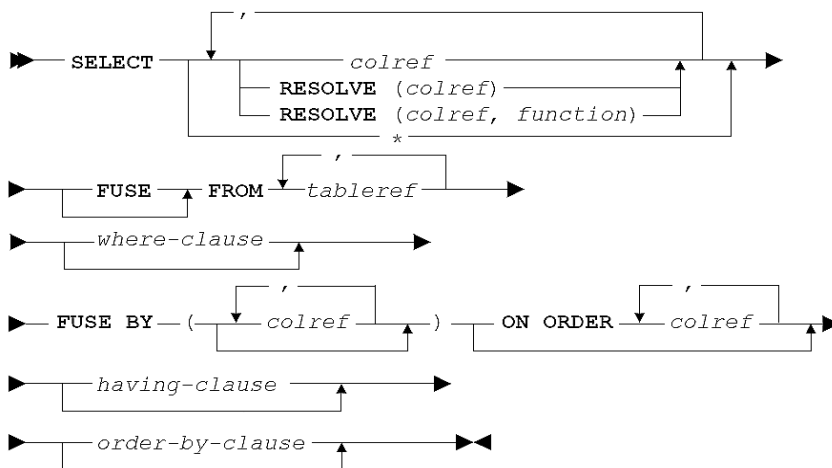 ,
SELECT colref
RESOLVE (colref)
RESOLVE (colref, function)
*
,
FUSE FROM tableref
where-clause
, ,
FUSE BY ( colref ) ON ORDER colref
having-clause
order-by-clause